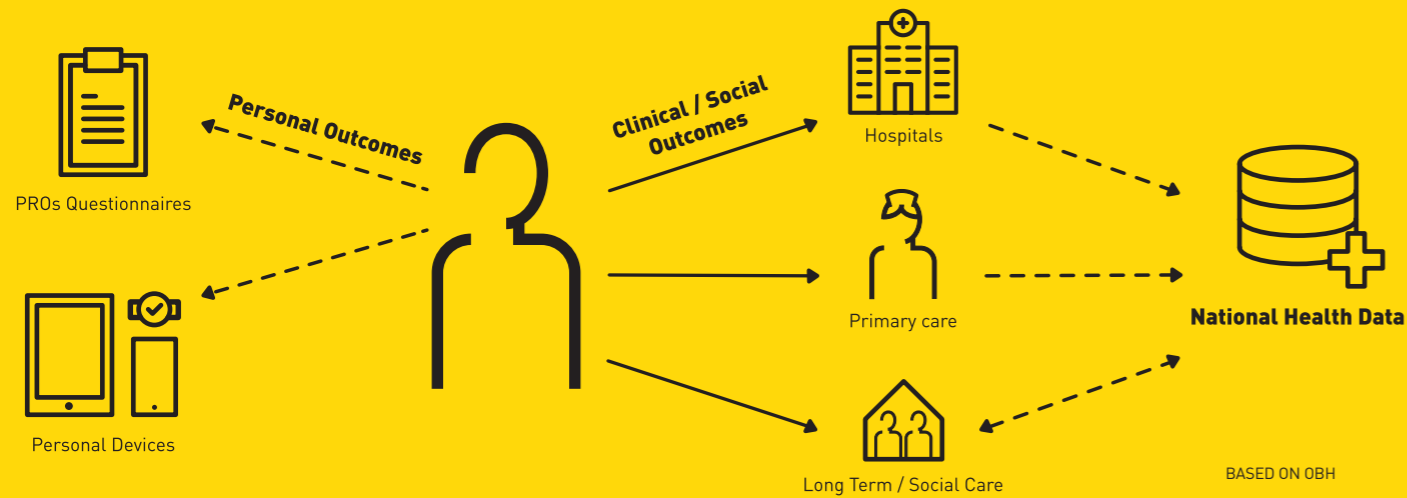 Personal Outcomes
PROs Questionnaires
Personal Devices
Clinical / Social
Outcomes
Hospitals
Primary care
Long Term / Social Care
National Health Data
BASED ON OBH